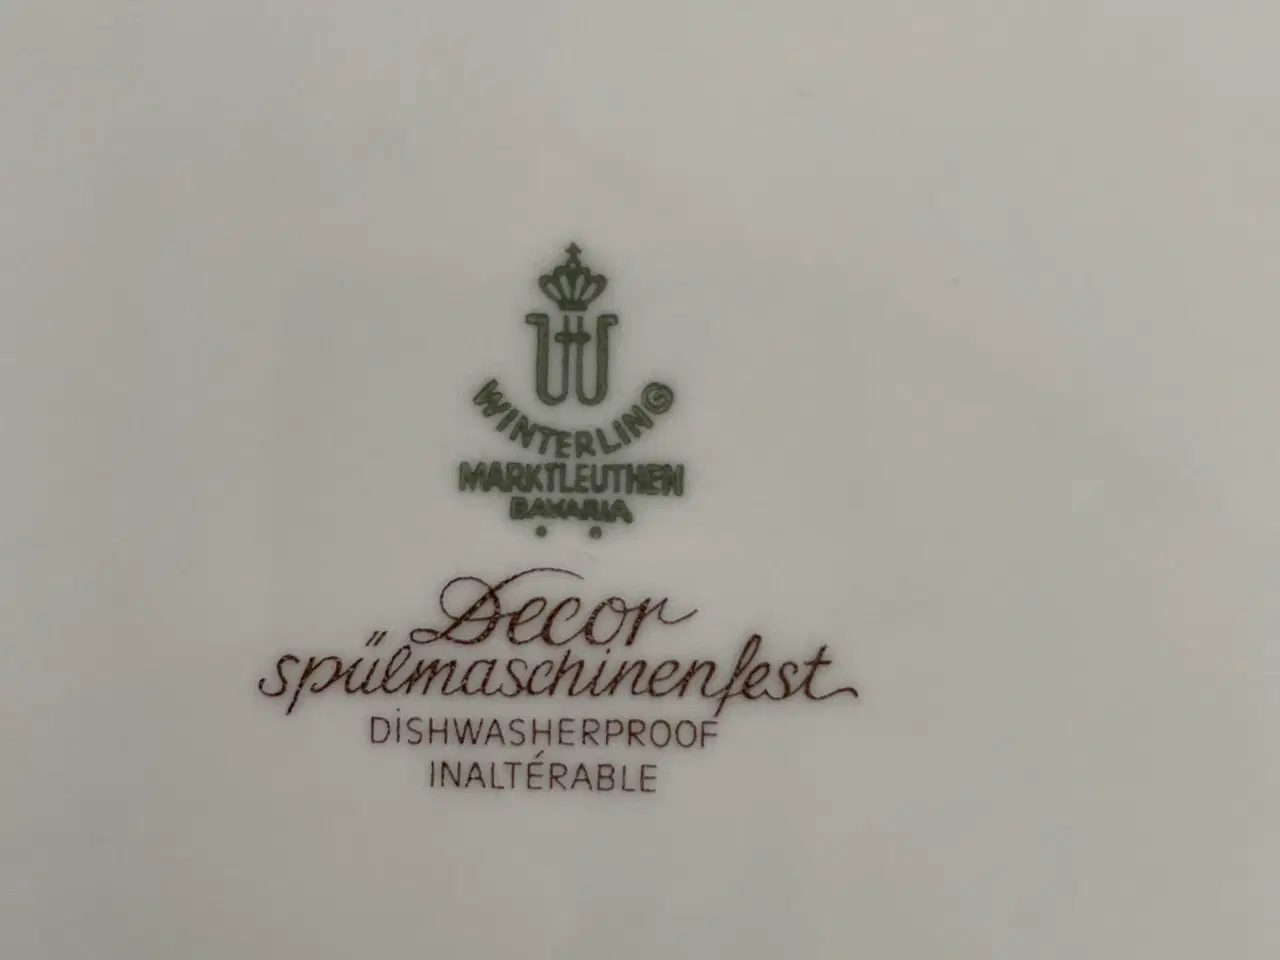 WINTERLING
MARKTLEUTHEN
BAVARIA
Decor
spülmaschinenfest
DiSHWASHERPROOF
INALTÉRABLE